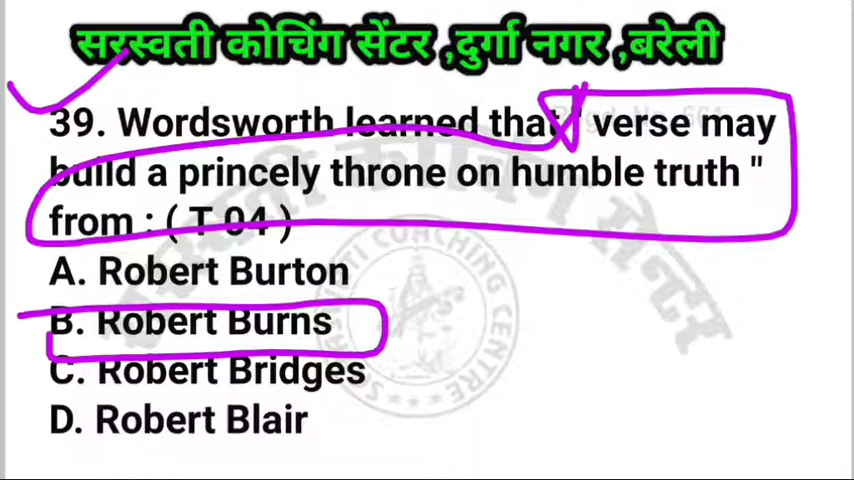 सरस्वती कोचिंग सेंटर ,दुर्गा नगर ,बरेली
39. Wordsworth learned that " verse may
build a princely throne on humble truth "
from : ( T 04 )
A. Robert Burton
B. Robert Burns
C. Robert Bridges
D. Robert Blair